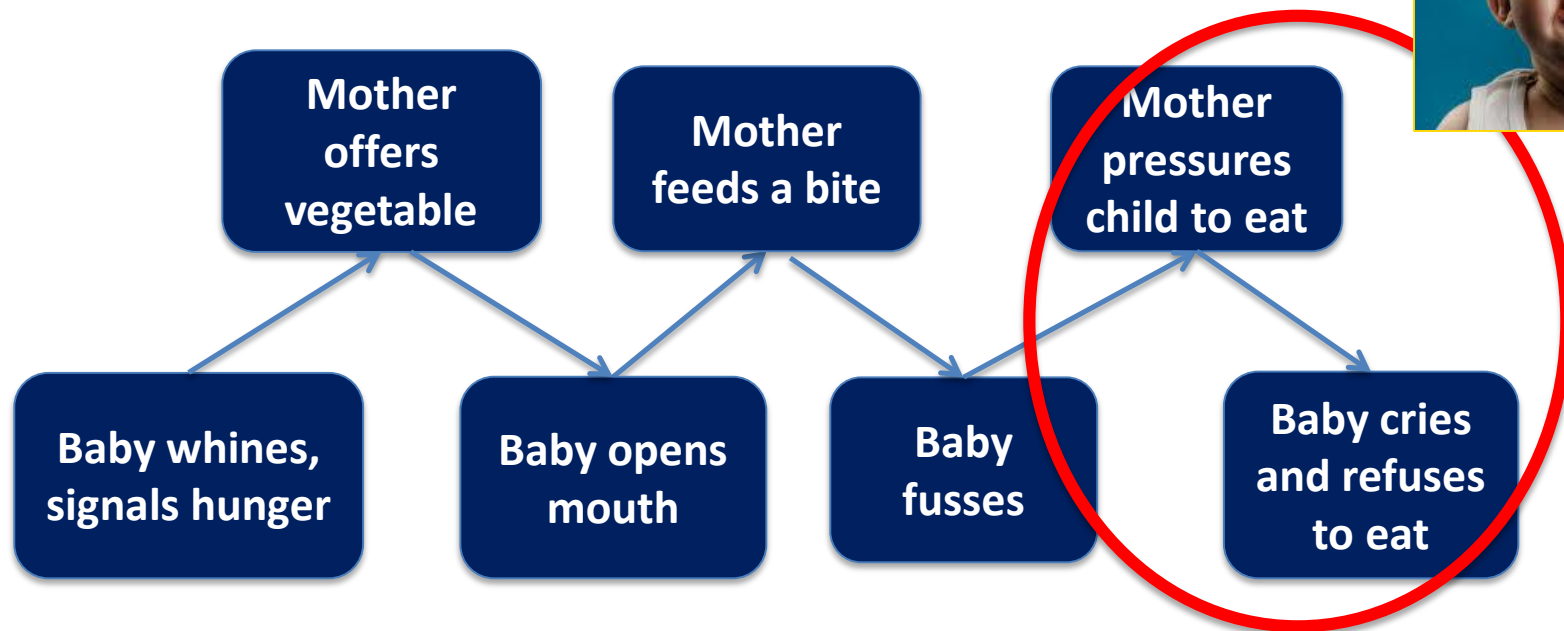 Mother
offers
vegetable
Mother
feeds a bite
Mother
pressures
child to eat
Baby whines,
signals hunger
Baby opens
mouth
Baby
fusses
Baby cries
and refuses
to eat